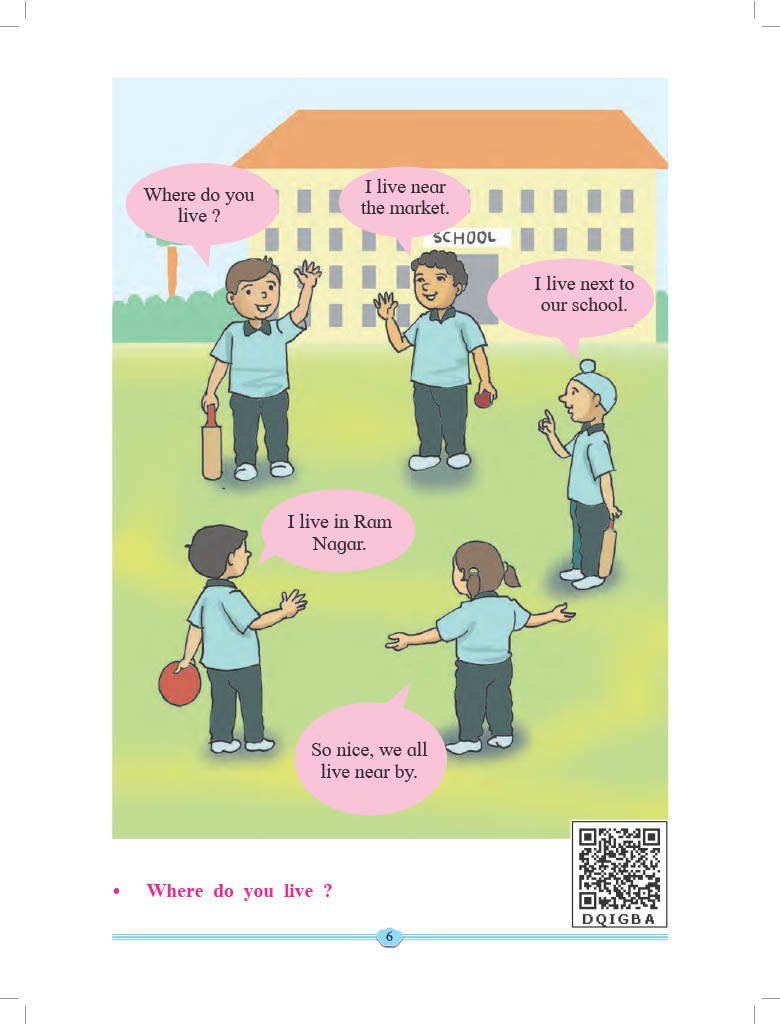 Where do you
live ?
I live near
the market.
SCHOOL
I live next to
our school.
I live in Ram
Nagar.
So nice, we all
live near by.
• Where do you live ?
DQIGBA
6